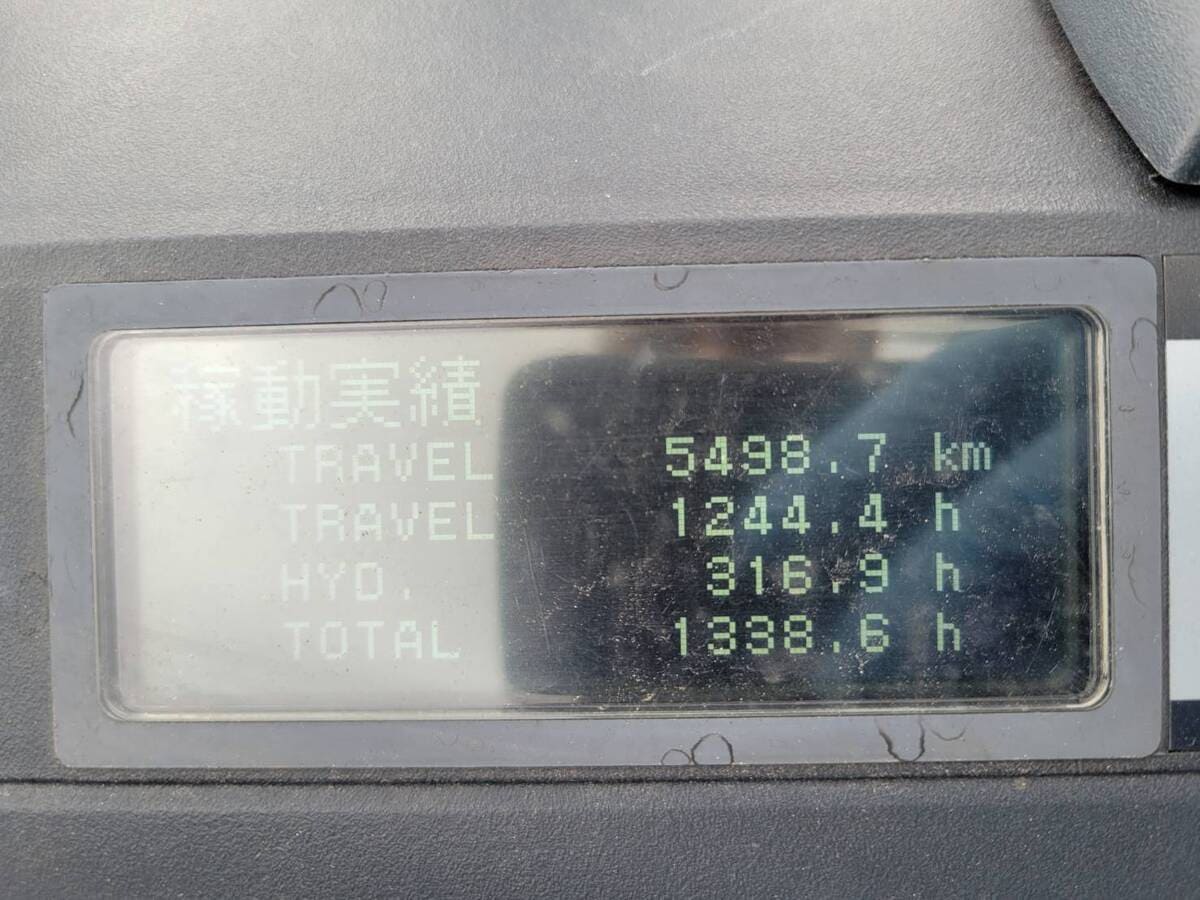 稼動実績
TRAVEL 5498.7 km
TRAVEL 1244.4 h
HYD. 316.9 h
TOTAL 1338.6 h